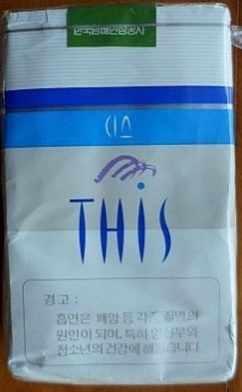 한국담배인삼공사
디스
THIS
경고 :
흡연은 폐암 등 각종 질병의
원인이 되며, 특히 임산부와
청소년의 건강에 해롭습니다.